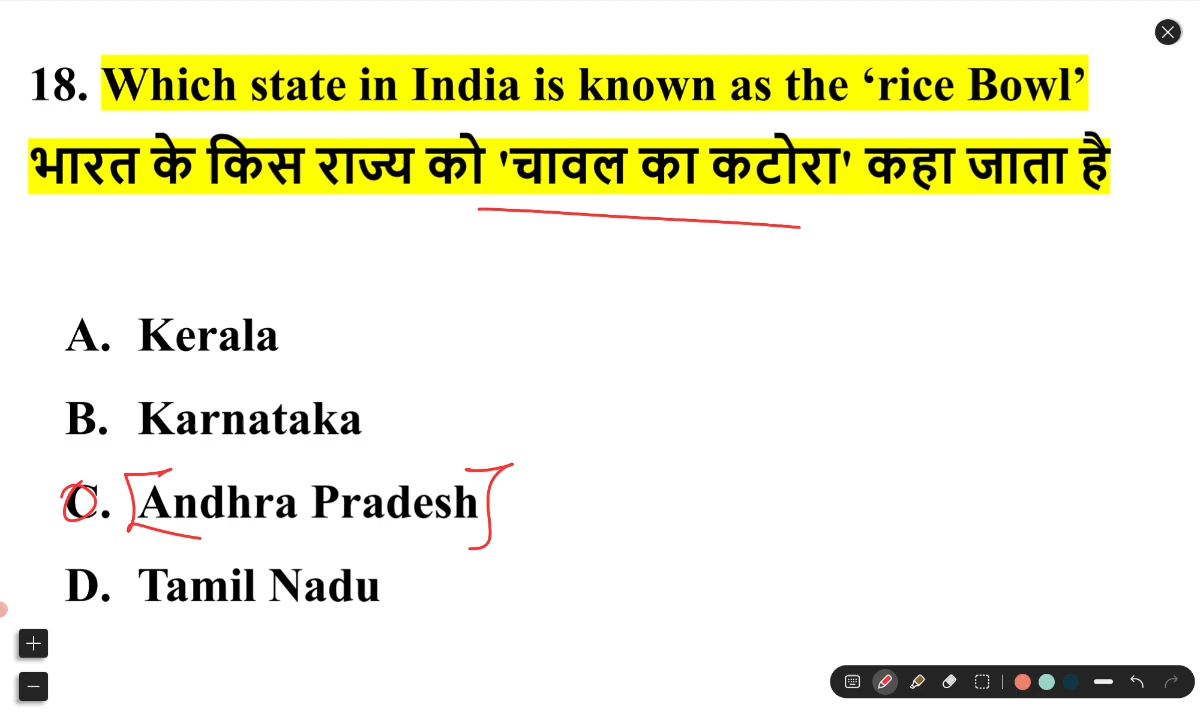 18. Which state in India is known as the ‘rice Bowl’
भारत के किस राज्य को 'चावल का कटोरा' कहा जाता है
A. Kerala
B. Karnataka
C. Andhra Pradesh
D. Tamil Nadu